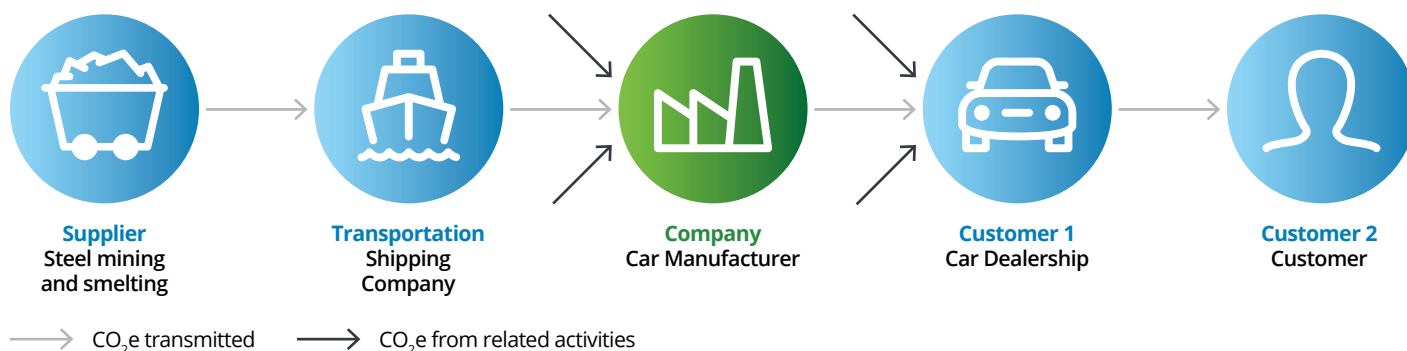 Supplier
Steel mining
and smelting
Transportation
Shipping
Company
Company
Car Manufacturer
Customer 1
Car Dealership
Customer 2
Customer
CO₂e transmitted
CO₂e from related activities